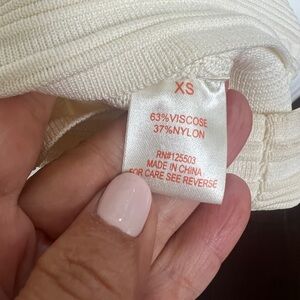 XS
63%VISCOSE
37%NYLON
RN#125503
MADE IN CHINA
FOR CARE SEE REVERSE